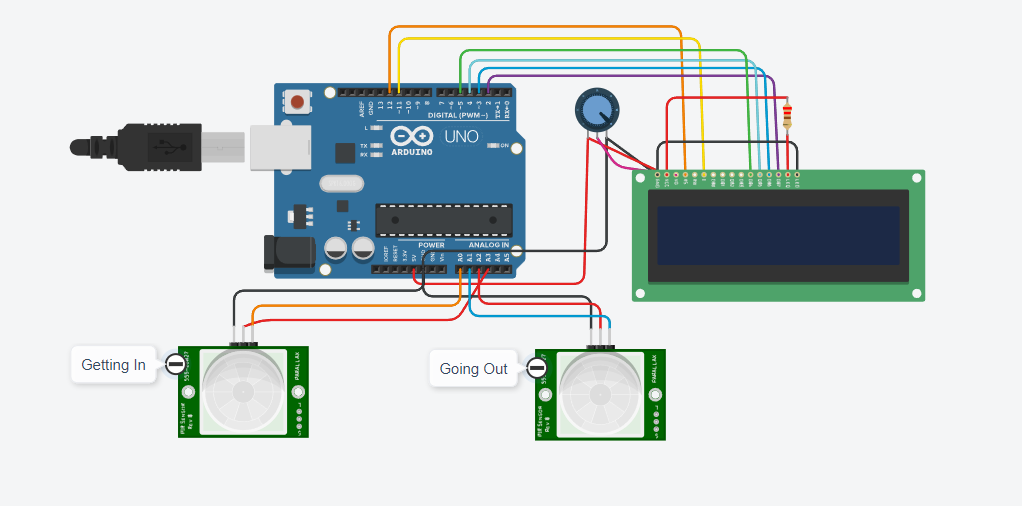 AREF
GND
13
12
~11
~10
~9
8
7
~6
~5
4
~3
2
TX→1
RX←0
DIGITAL (PWM~)
L
TX
RX
ARDUINO
UNO
ON
POWER
ANALOG IN
IOREF
RESET
3.3V
5V
Vin
A0
A1
A2
A3
A4
A5
Getting In
PIR SENSOR
Rev B
PARALLAX
Going Out
PIR SENSOR
Rev B
PARALLAX